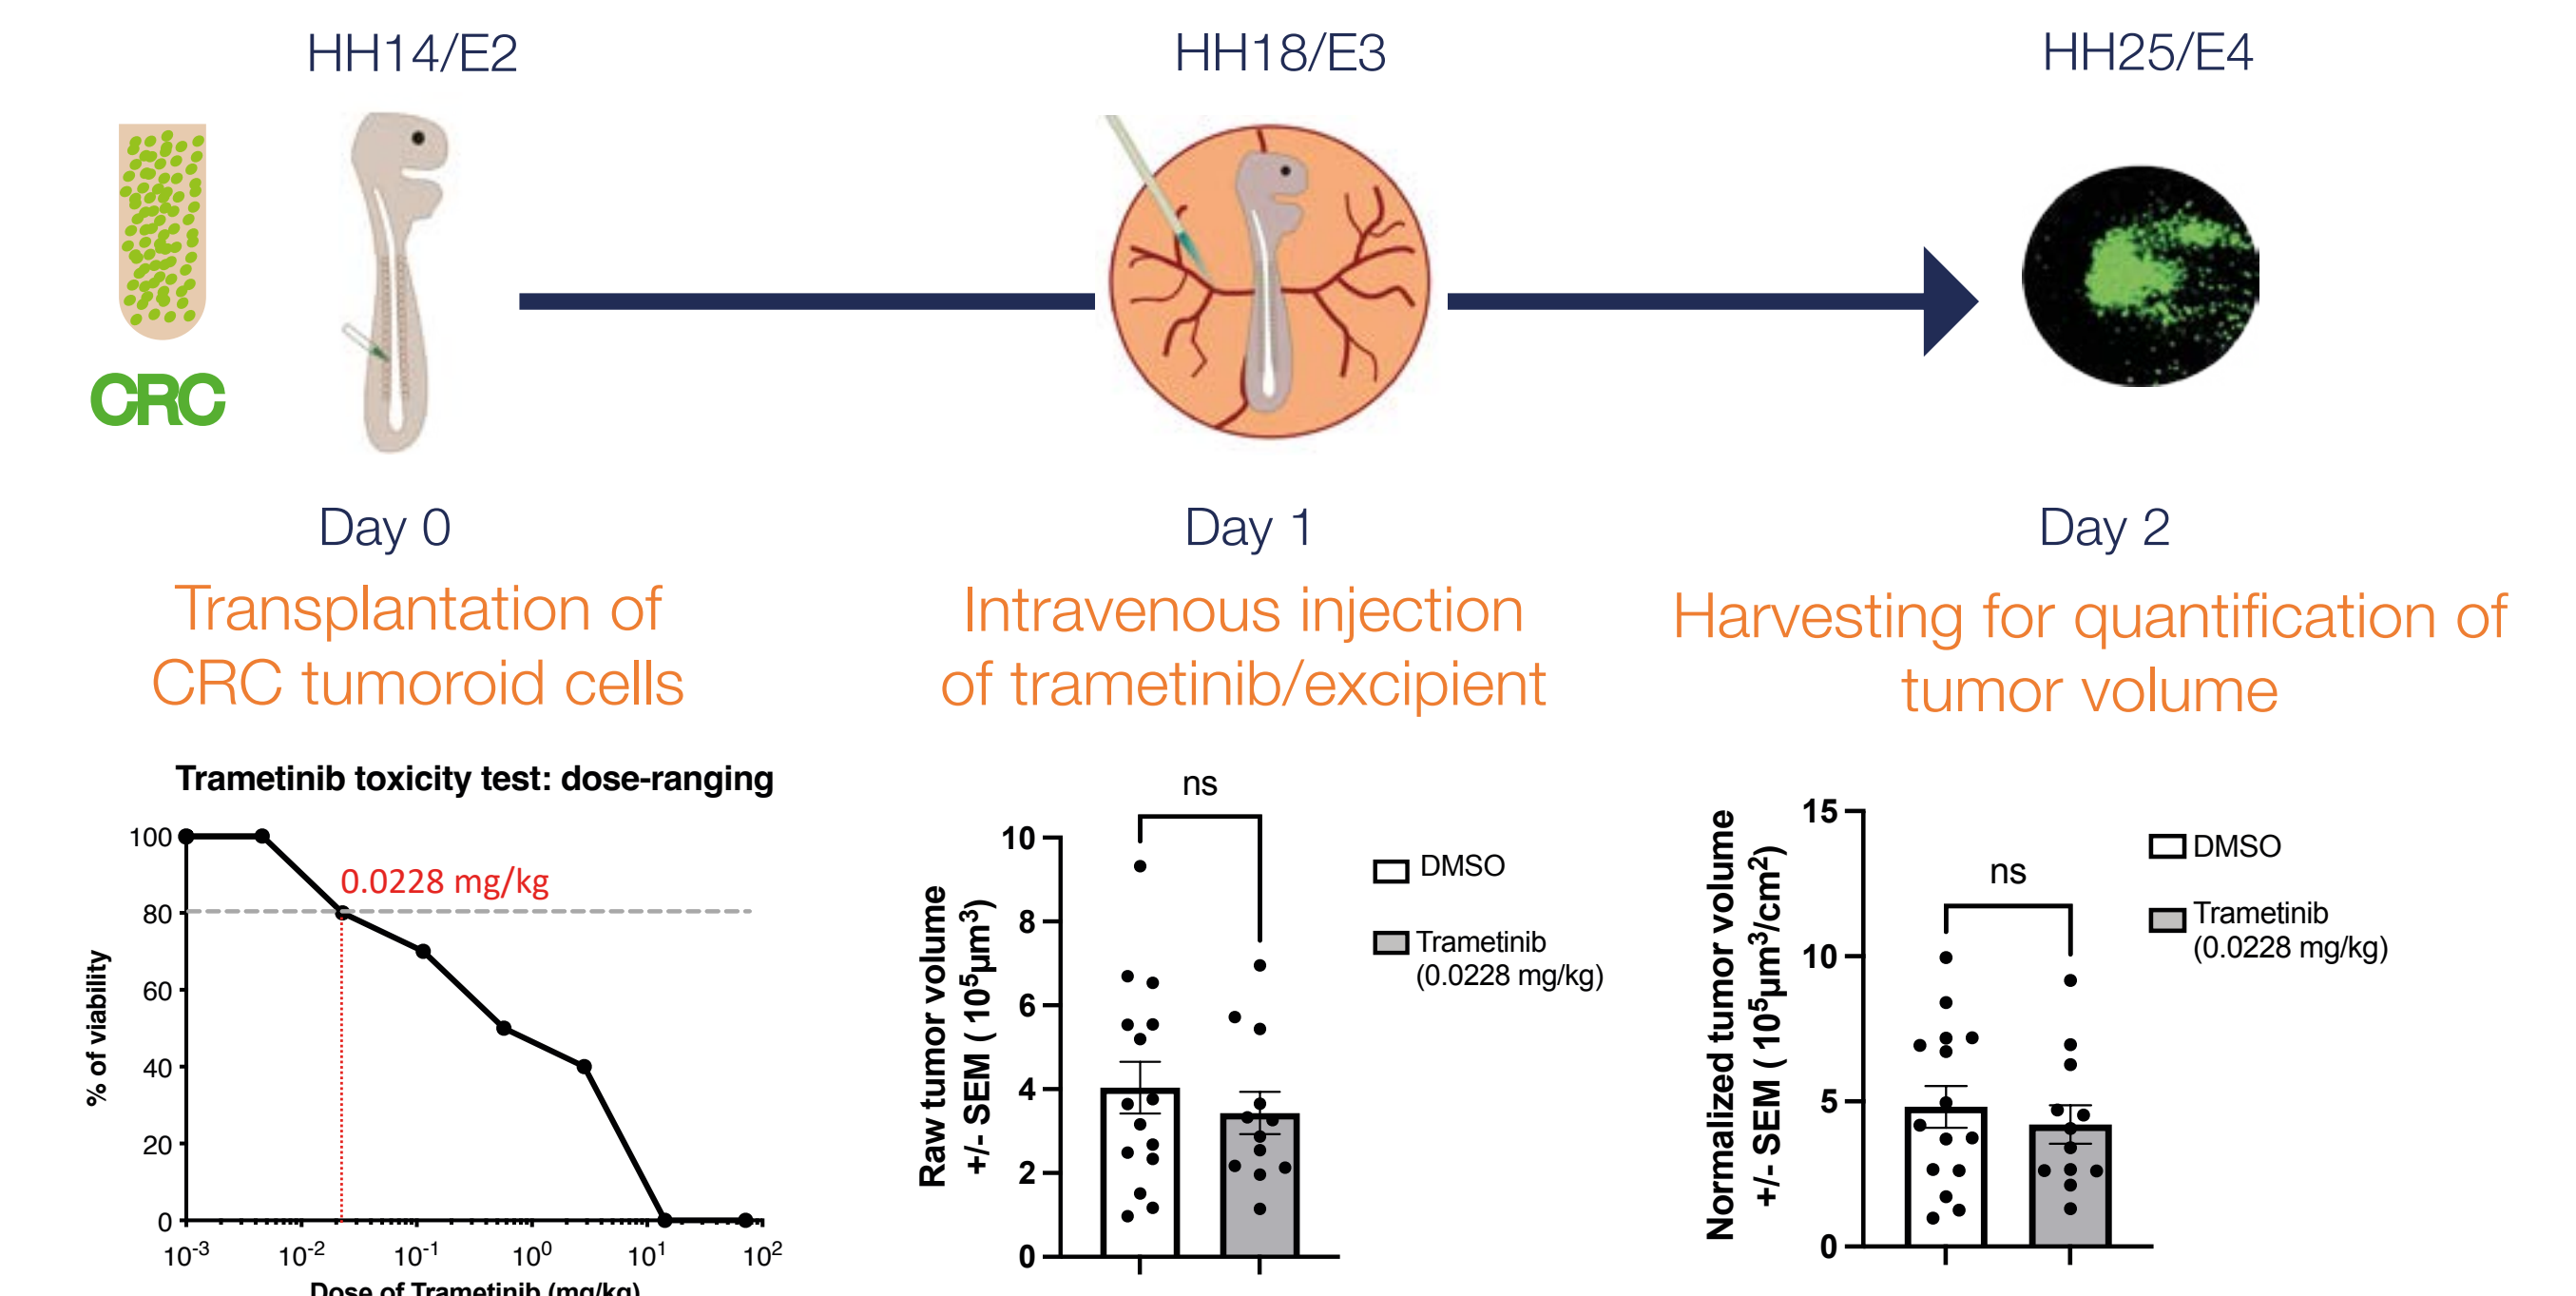 HH14/E2
HH18/E3
HH25/E4
CRC
Day 0
Day 1
Day 2
Transplantation of
CRC tumoroid cells
Intravenous injection
of trametinib/excipient
Harvesting for quantification of
tumor volume
Trametinib toxicity test: dose-ranging
% of viability
100
80
60
40
20
0
0.0228 mg/kg
10⁻³
10⁻²
10⁻¹
10⁰
10¹
10²
Dose of Trametinib (mg/kg)
Raw tumor volume
+/- SEM ( 10⁵µm³)
10
8
6
4
2
0
ns
DMSO
Trametinib
(0.0228 mg/kg)
Normalized tumor volume
+/- SEM ( 10⁵µm³/cm²)
15
10
5
0
ns
DMSO
Trametinib
(0.0228 mg/kg)